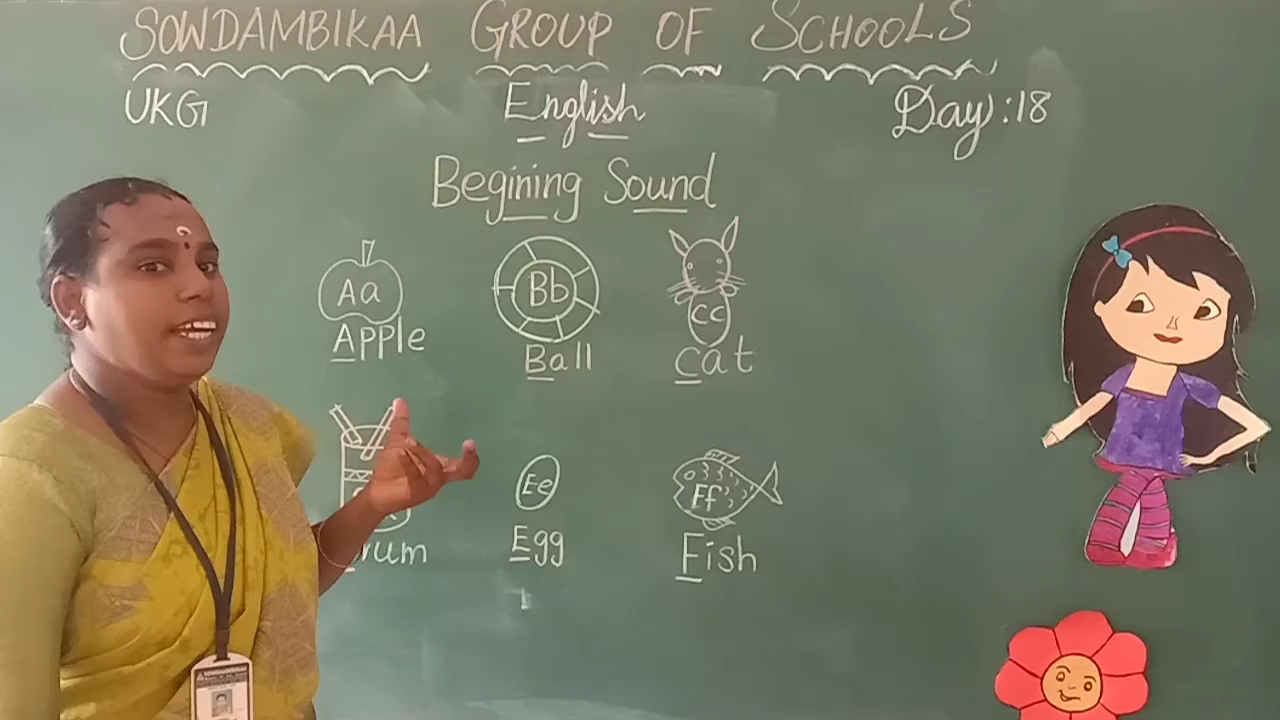 SOWDAMBIKAA GROUP OF SCHOOLS
UKG English Day:18
Begining Sound
Aa Bb cc
Apple Ball cat
Ee Ff
Egg Fish